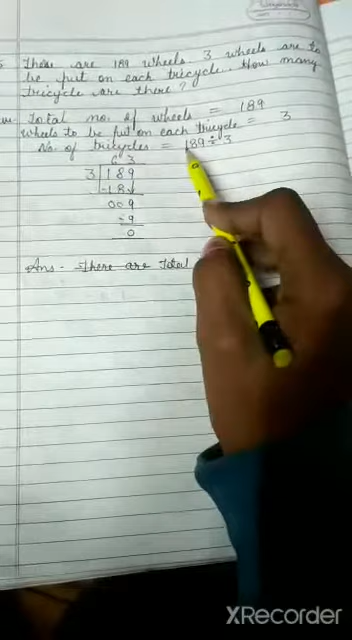 There are 189 wheels 3 wheels are to
be put on each tricycle. How many
tricycle are there?
Total no. of wheels = 189
wheels to be put on each tricycle = 3
No. of tricycles = 189 ÷ 3
63
3 189
-18↓
009
-9
0
Ans - There are Total
XRecorder